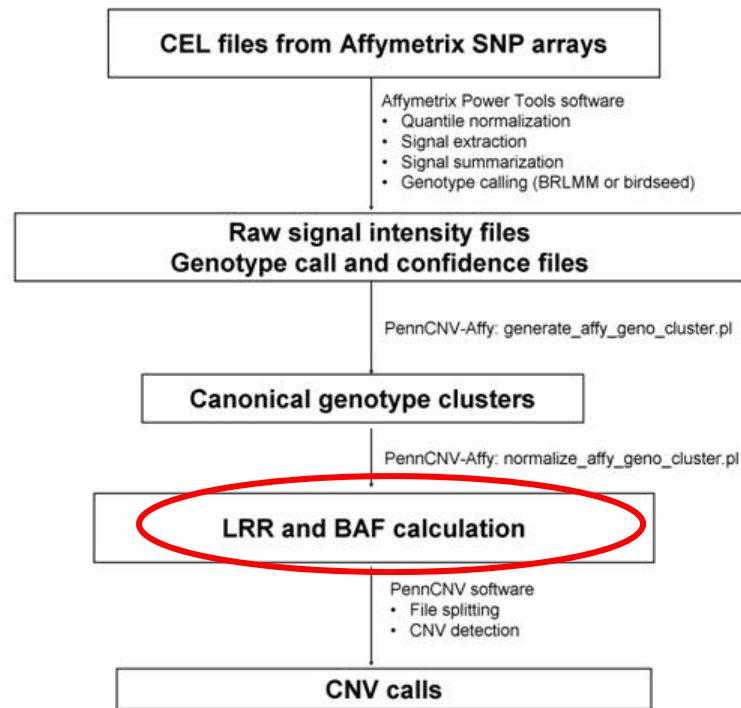 CEL files from Affymetrix SNP arrays
Affymetrix Power Tools software
• Quantile normalization
• Signal extraction
• Signal summarization
• Genotype calling (BRLMM or birdseed)
Raw signal intensity files
Genotype call and confidence files
PennCNV-Affy: generate_affy_geno_cluster.pl
Canonical genotype clusters
PennCNV-Affy: normalize_affy_geno_cluster.pl
LRR and BAF calculation
PennCNV software
• File splitting
• CNV detection
CNV calls